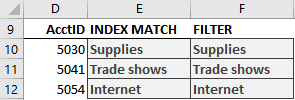 D E F
9 AcctID INDEX MATCH FILTER
10 5030 Supplies Supplies
11 5041 Trade shows Trade shows
12 5054 Internet Internet